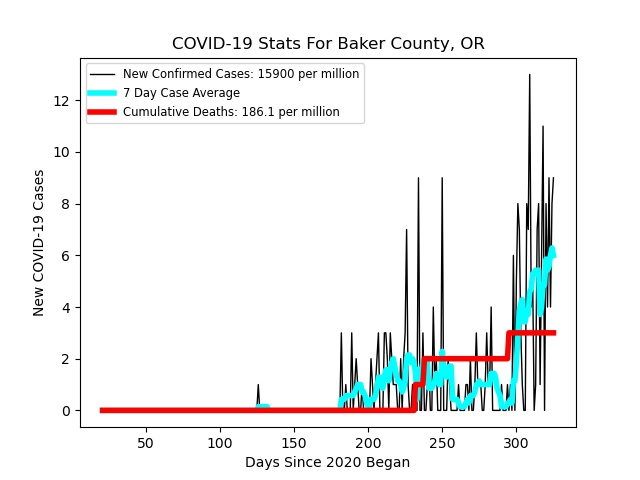 COVID-19 Stats For Baker County, OR
New Confirmed Cases: 15900 per million
7 Day Case Average
Cumulative Deaths: 186.1 per million
New COVID-19 Cases
12
10
8
6
4
2
0
50 100 150 200 250 300
Days Since 2020 Began